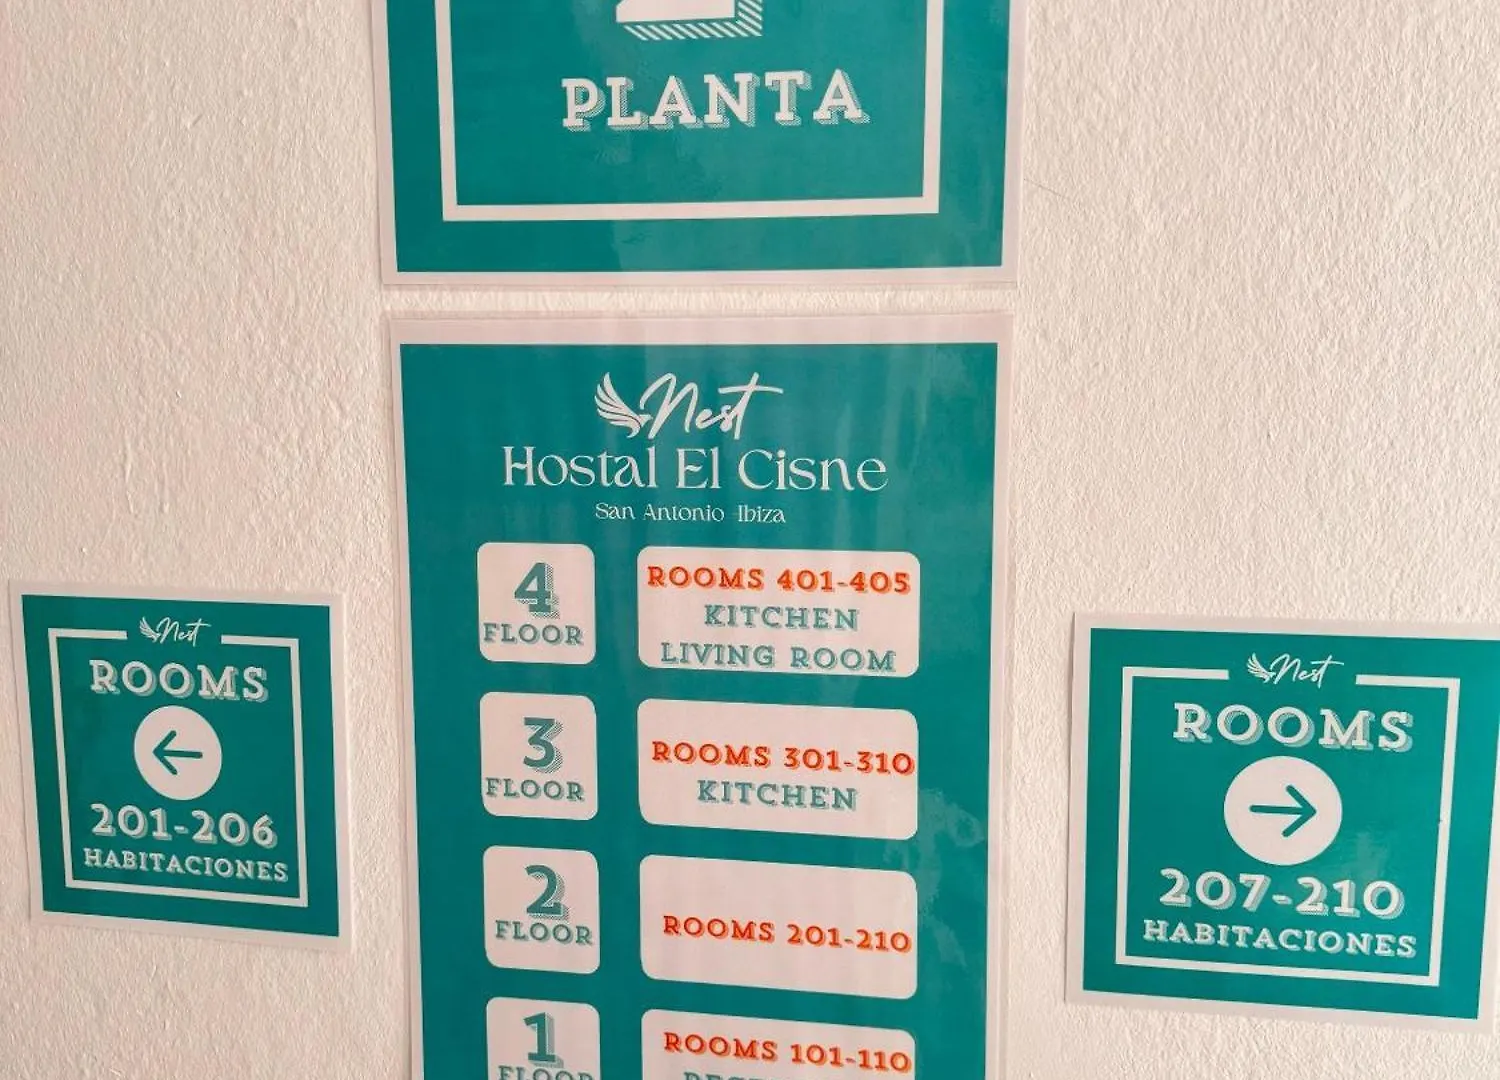 PLANTA
Nest
Hostal El Cisne
San Antonio Ibiza
4
FLOOR
ROOMS 401-405
KITCHEN
LIVING ROOM
3
FLOOR
ROOMS 301-310
KITCHEN
2
FLOOR
ROOMS 201-210
1
FLOOR
ROOMS 101-110
Nest
ROOMS
201-206
HABITACIONES
Nest
ROOMS
207-210
HABITACIONES